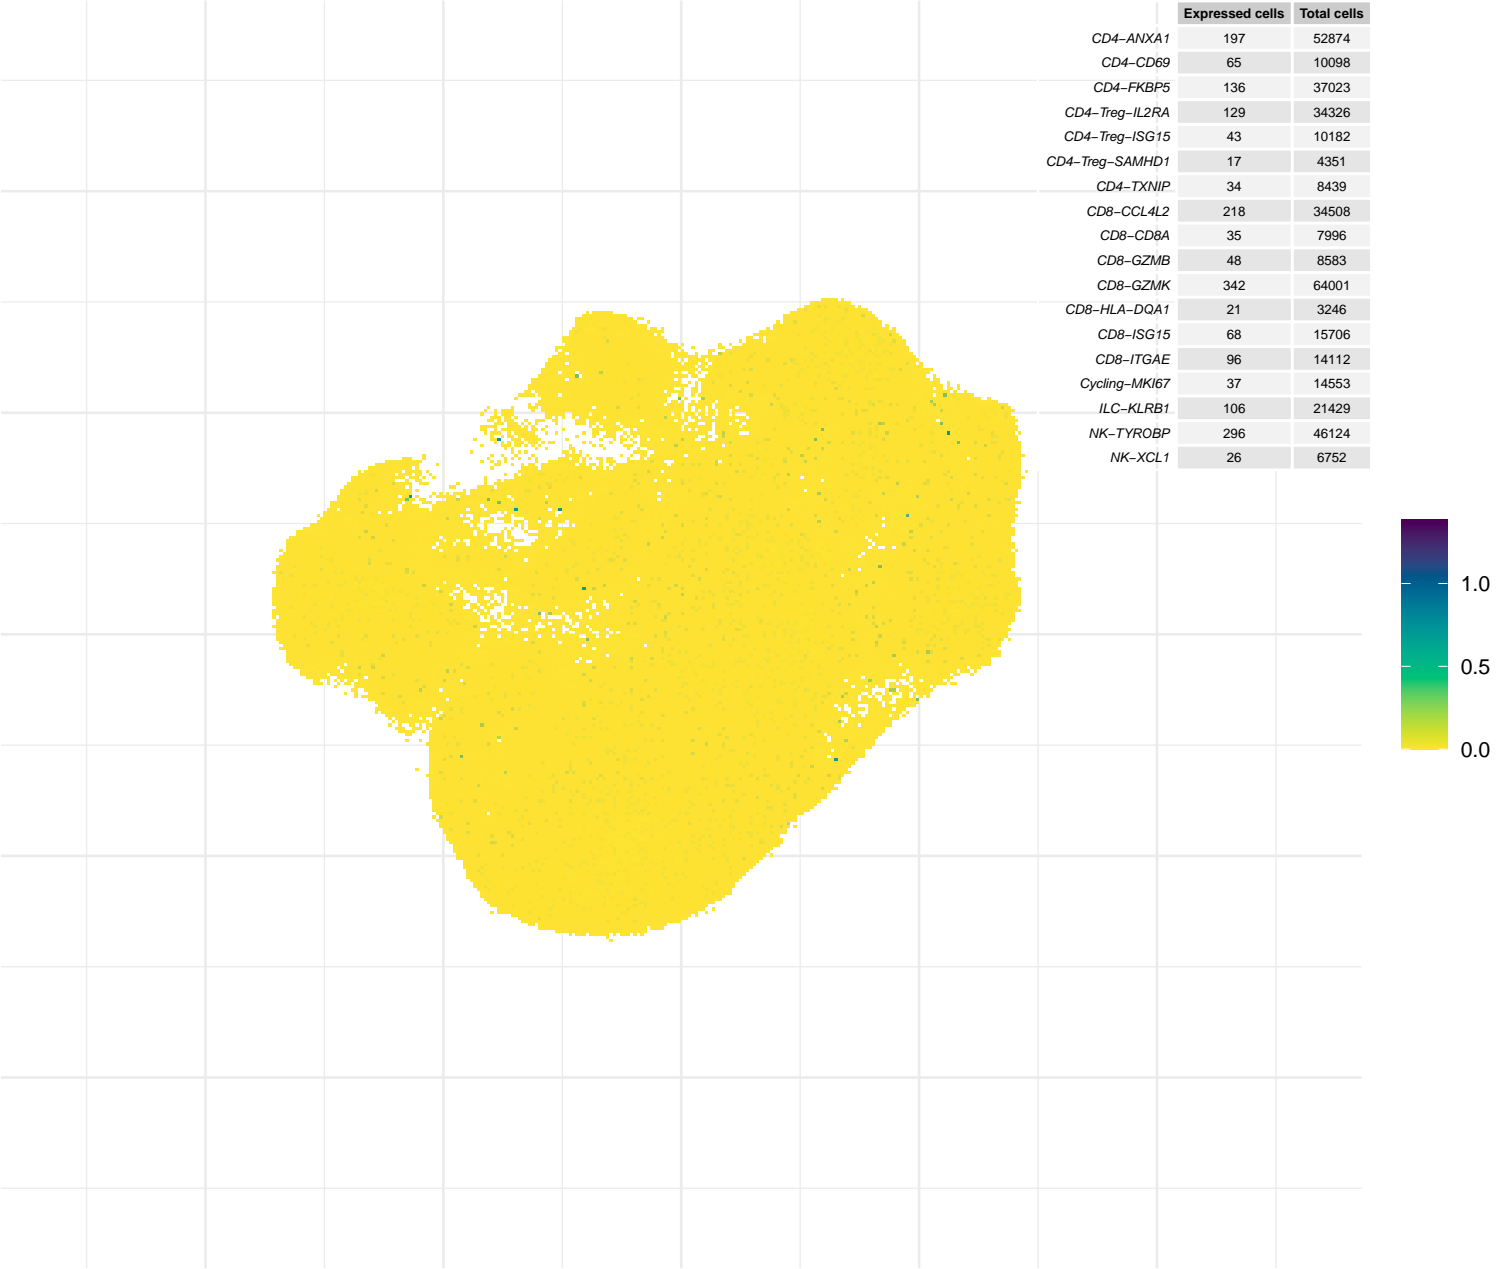 Expressed cells Total cells
CD4−ANXA1 197 52874
CD4−CD69 65 10098
CD4−FKBP5 136 37023
CD4−Treg−IL2RA 129 34326
CD4−Treg−ISG15 43 10182
CD4−Treg−SAMHD1 17 4351
CD4−TXNIP 34 8439
CD8−CCL4L2 218 34508
CD8−CD8A 35 7996
CD8−GZMB 48 8583
CD8−GZMK 342 64001
CD8−HLA−DQA1 21 3246
CD8−ISG15 68 15706
CD8−ITGAE 96 14112
Cycling−MKI67 37 14553
ILC−KLRB1 106 21429
NK−TYROBP 296 46124
NK−XCL1 26 6752
1.0
0.5
0.0